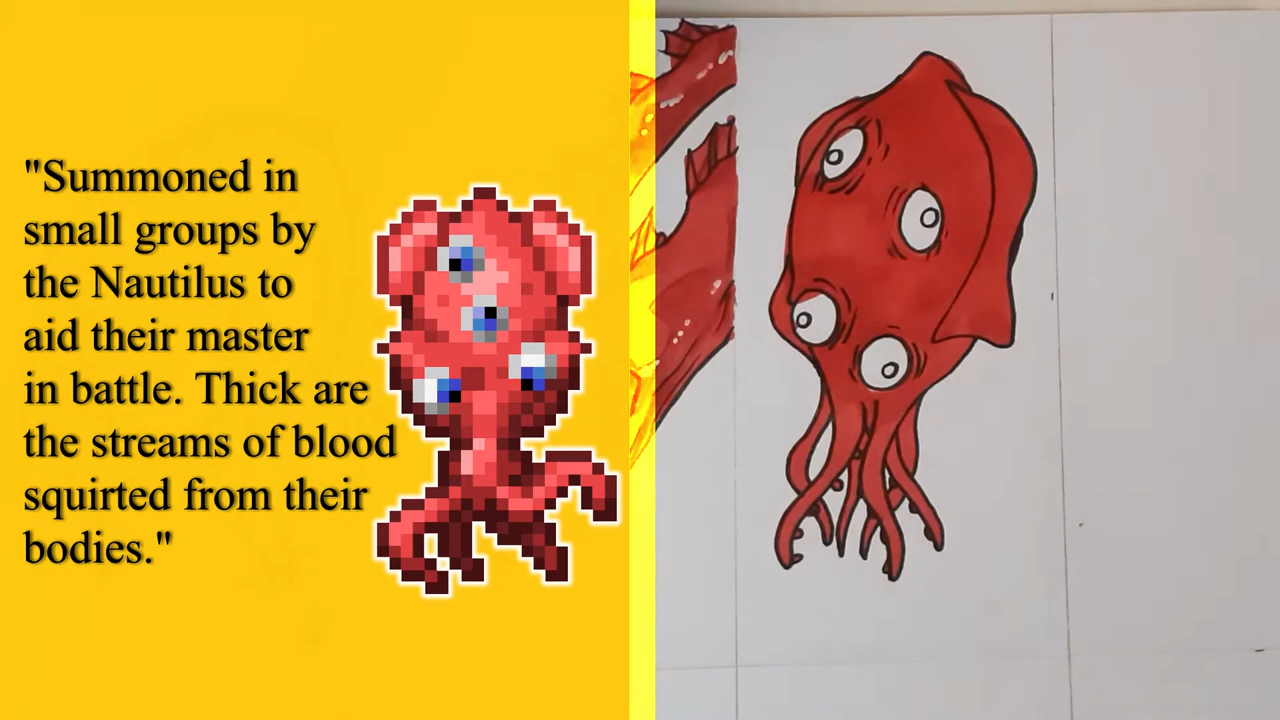 "Summoned in
small groups by
the Nautilus to
aid their master
in battle. Thick are
the streams of blood
squirted from their
bodies."